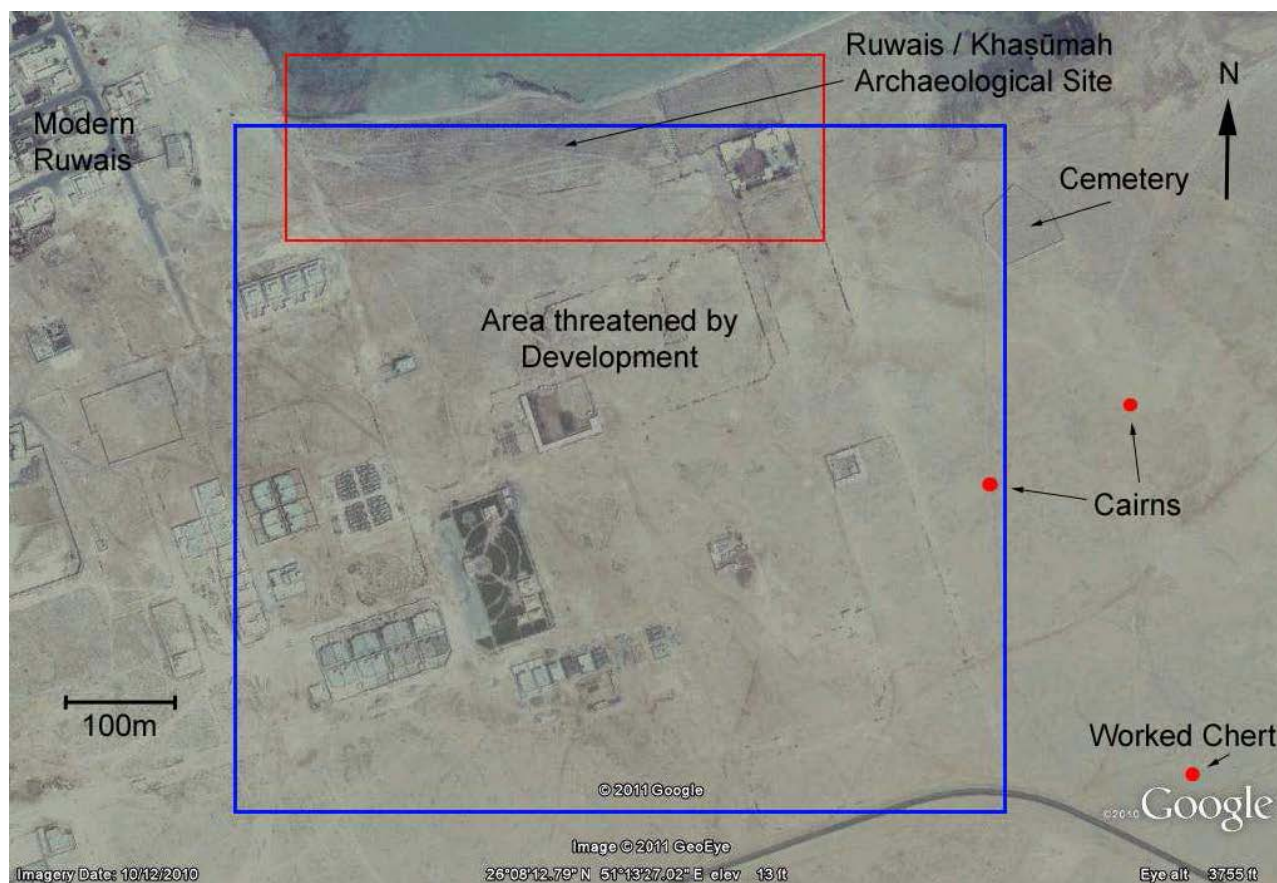 Ruwais / Khaṣūmah
Archaeological Site
N
Modern
Ruwais
Cemetery
Area threatened by
Development
Cairns
100m
Worked Chert
© 2011 Google
©2010 Google
Image © 2011 GeoEye
Imagery Date: 10/12/2010
26°08'12.79" N 51°13'27.02" E elev 13 ft
Eye alt 3755 ft